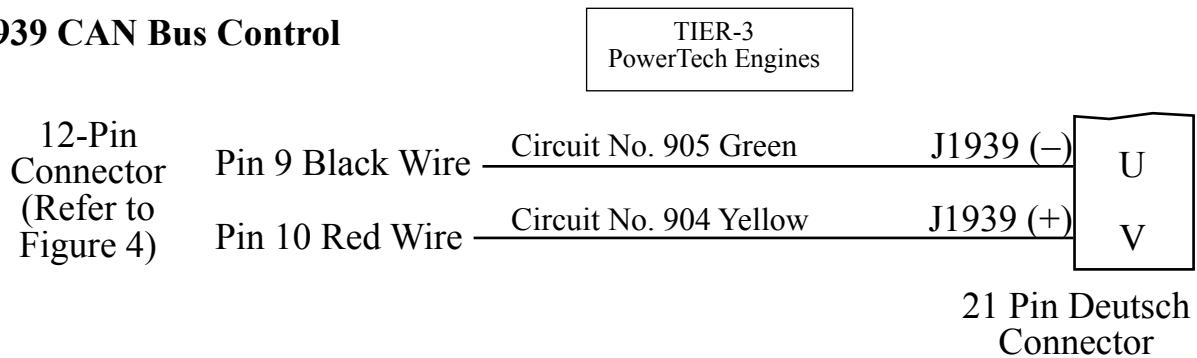 939 CAN Bus Control
TIER-3
PowerTech Engines
12-Pin
Connector
(Refer to
Figure 4)
Pin 9 Black Wire
Circuit No. 905 Green
J1939 (–)
U
Pin 10 Red Wire
Circuit No. 904 Yellow
J1939 (+)
V
21 Pin Deutsch
Connector